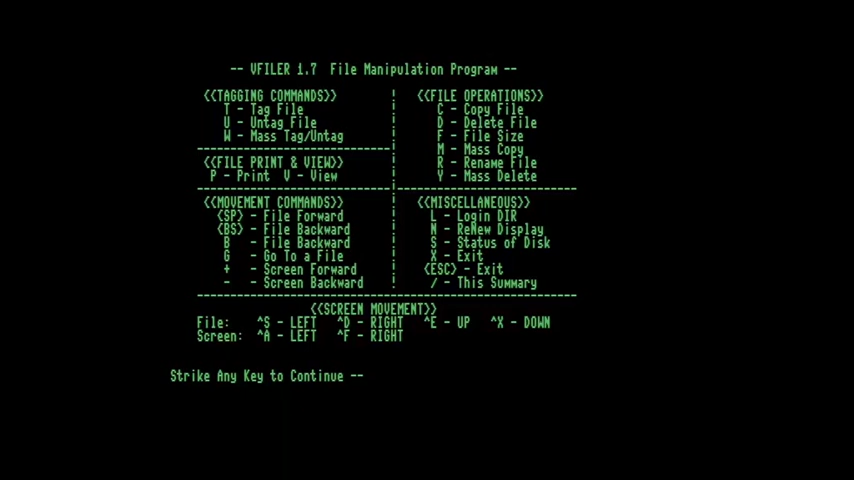 -- VFILER 1.7  File Manipulation Program --
<<TAGGING COMMANDS>>        !   <<FILE OPERATIONS>>
T - Tag File             !      C - Copy File
U - Untag File           !      D - Delete File
W - Mass Tag/Untag       !      F - File Size
-----------------------------!      M - Mass Copy
<<FILE PRINT & VIEW>>       !      R - Rename File
P - Print  V - View        !      Y - Mass Delete
-----------------------------!---------------------------
<<MOVEMENT COMMANDS>>       !   <<MISCELLANEOUS>>
<SP> - File Forward       !     L - Login DIR
<BS> - File Backward      !     N - ReNew Display
B   - File Backward      !     S - Status of Disk
G   - Go To a File       !     X - Exit
+   - Screen Forward     !    <ESC> - Exit
-   - Screen Backward    !     / - This Summary
---------------------------------------------------------
<<SCREEN MOVEMENT>>
File:    ^S - LEFT   ^D - RIGHT   ^E - UP   ^X - DOWN
Screen:  ^A - LEFT   ^F - RIGHT
Strike Any Key to Continue --